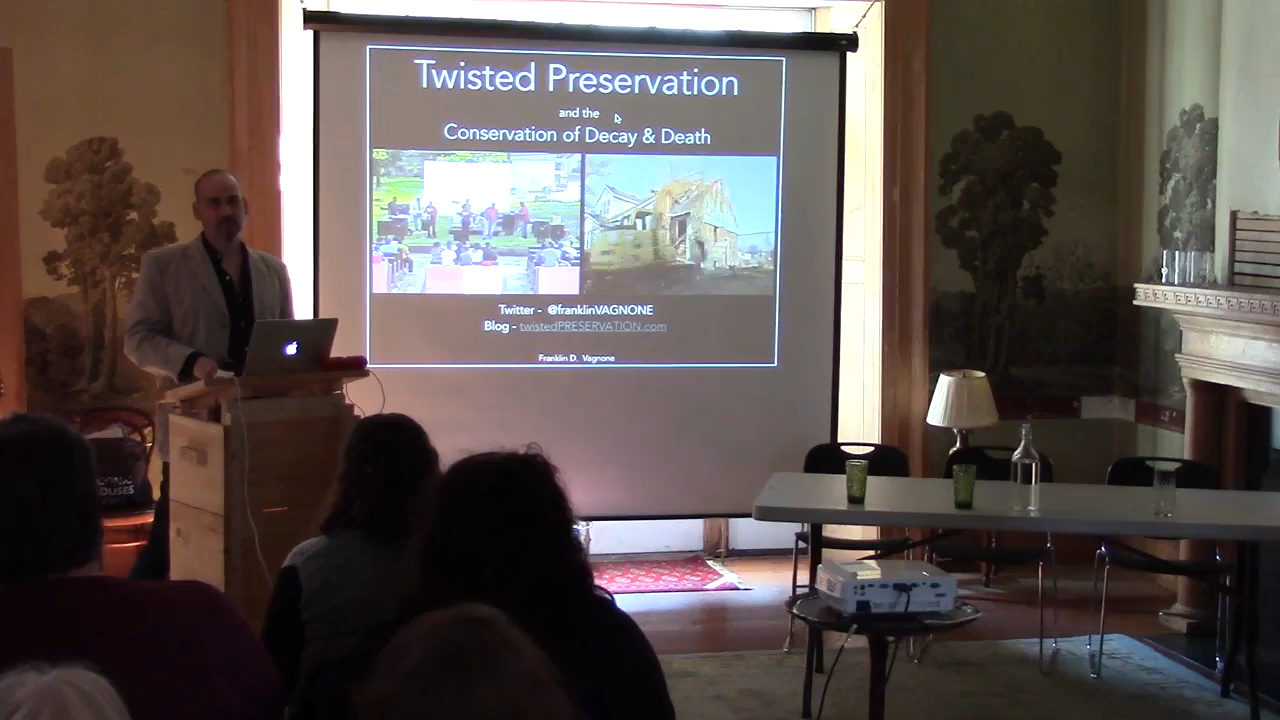 Twisted Preservation
and the
Conservation of Decay & Death
Twitter - @franklinVAGNONE
Blog - twistedPRESERVATION.com
Franklin D. Vagnone